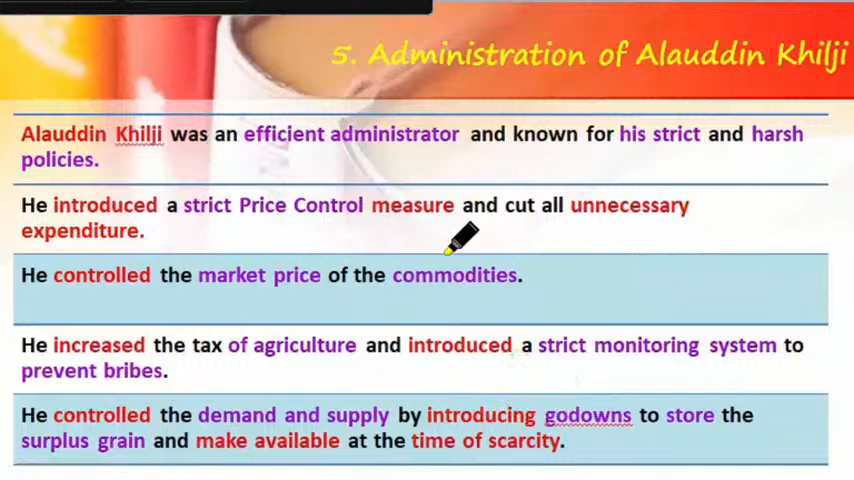 5. Administration of Alauddin Khilji
Alauddin Khilji was an efficient administrator and known for his strict and harsh
policies.
He introduced a strict Price Control measure and cut all unnecessary
expenditure.
He controlled the market price of the commodities.
He increased the tax of agriculture and introduced a strict monitoring system to
prevent bribes.
He controlled the demand and supply by introducing godowns to store the
surplus grain and make available at the time of scarcity.